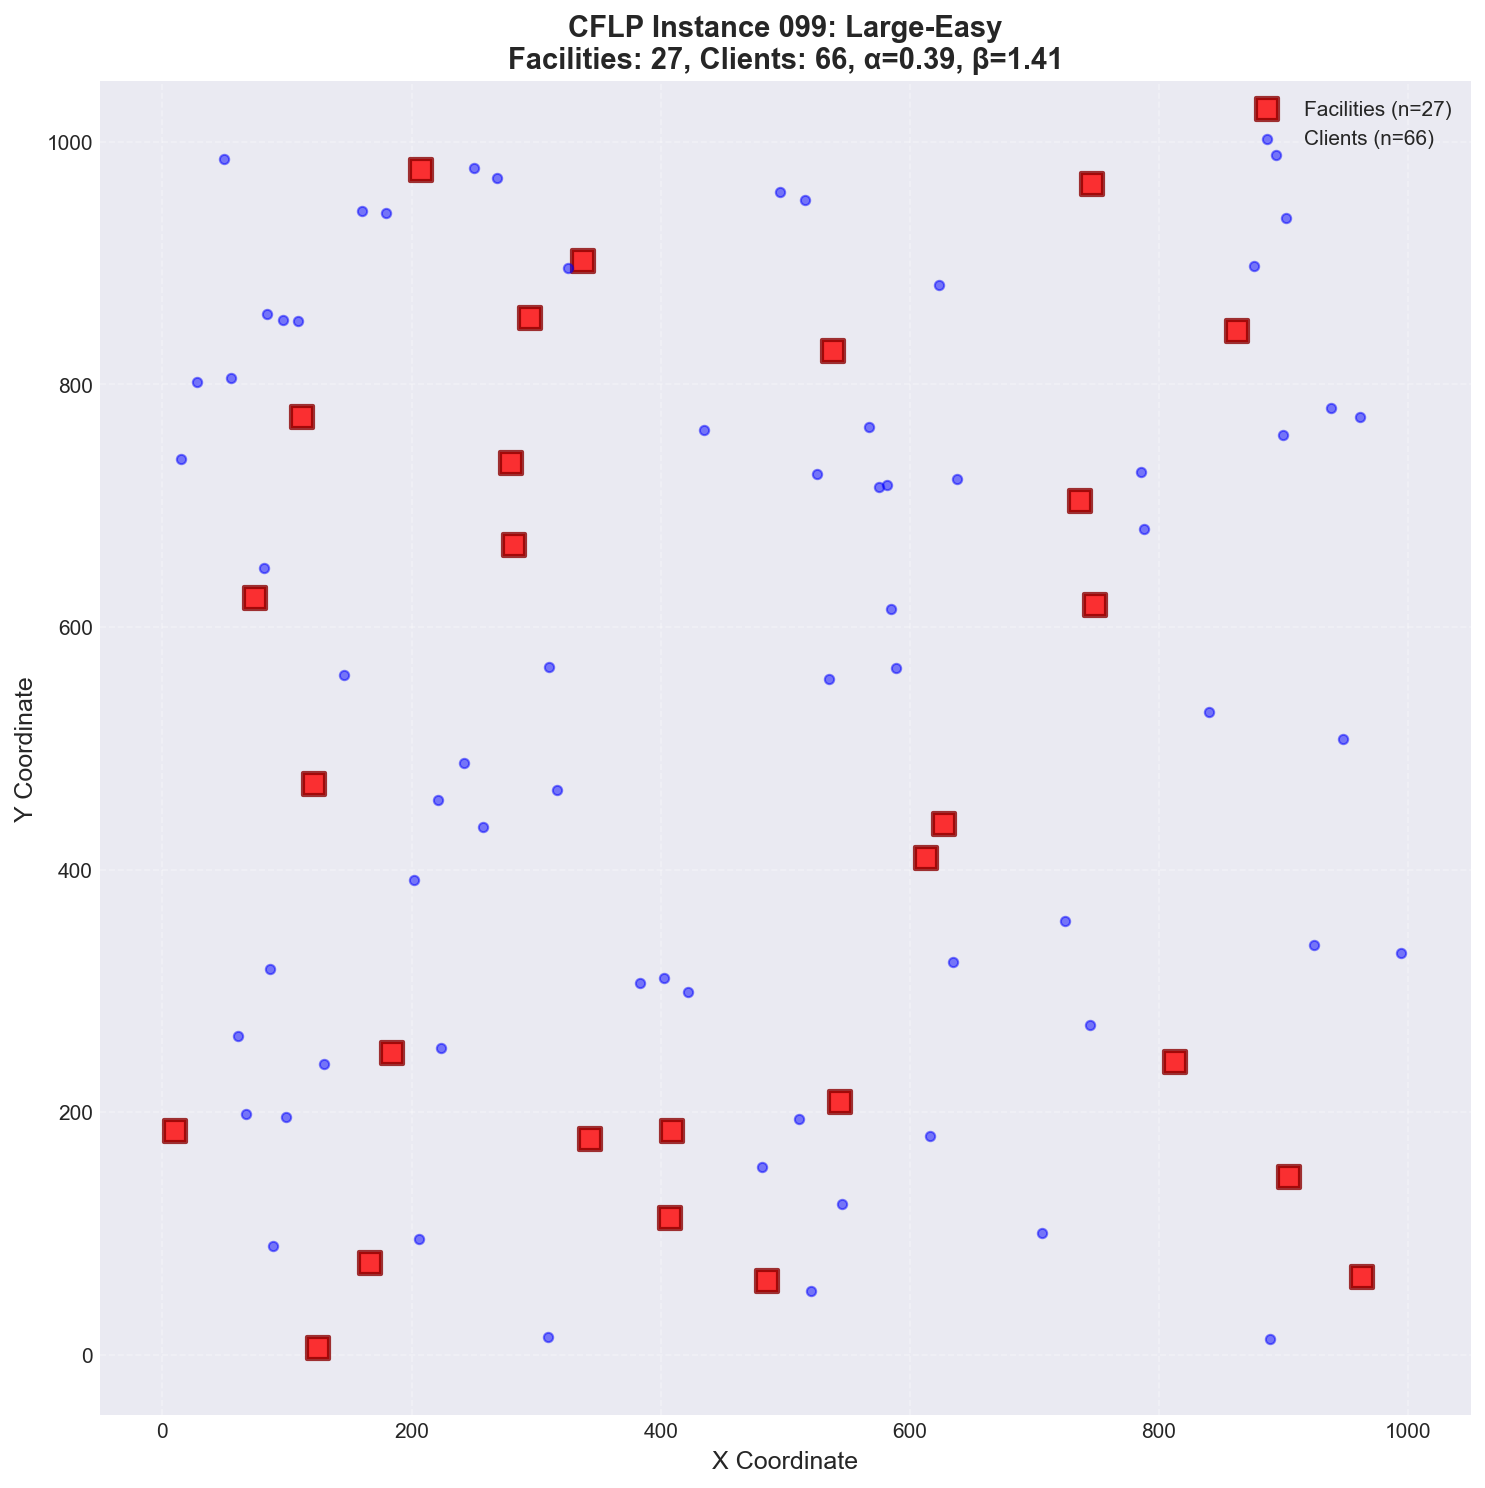 CFLP Instance 099: Large-Easy
Facilities: 27, Clients: 66, α=0.39, β=1.41
Facilities (n=27)
Clients (n=66)
1000
800
600
400
200
0
Y Coordinate
0 200 400 600 800 1000
X Coordinate